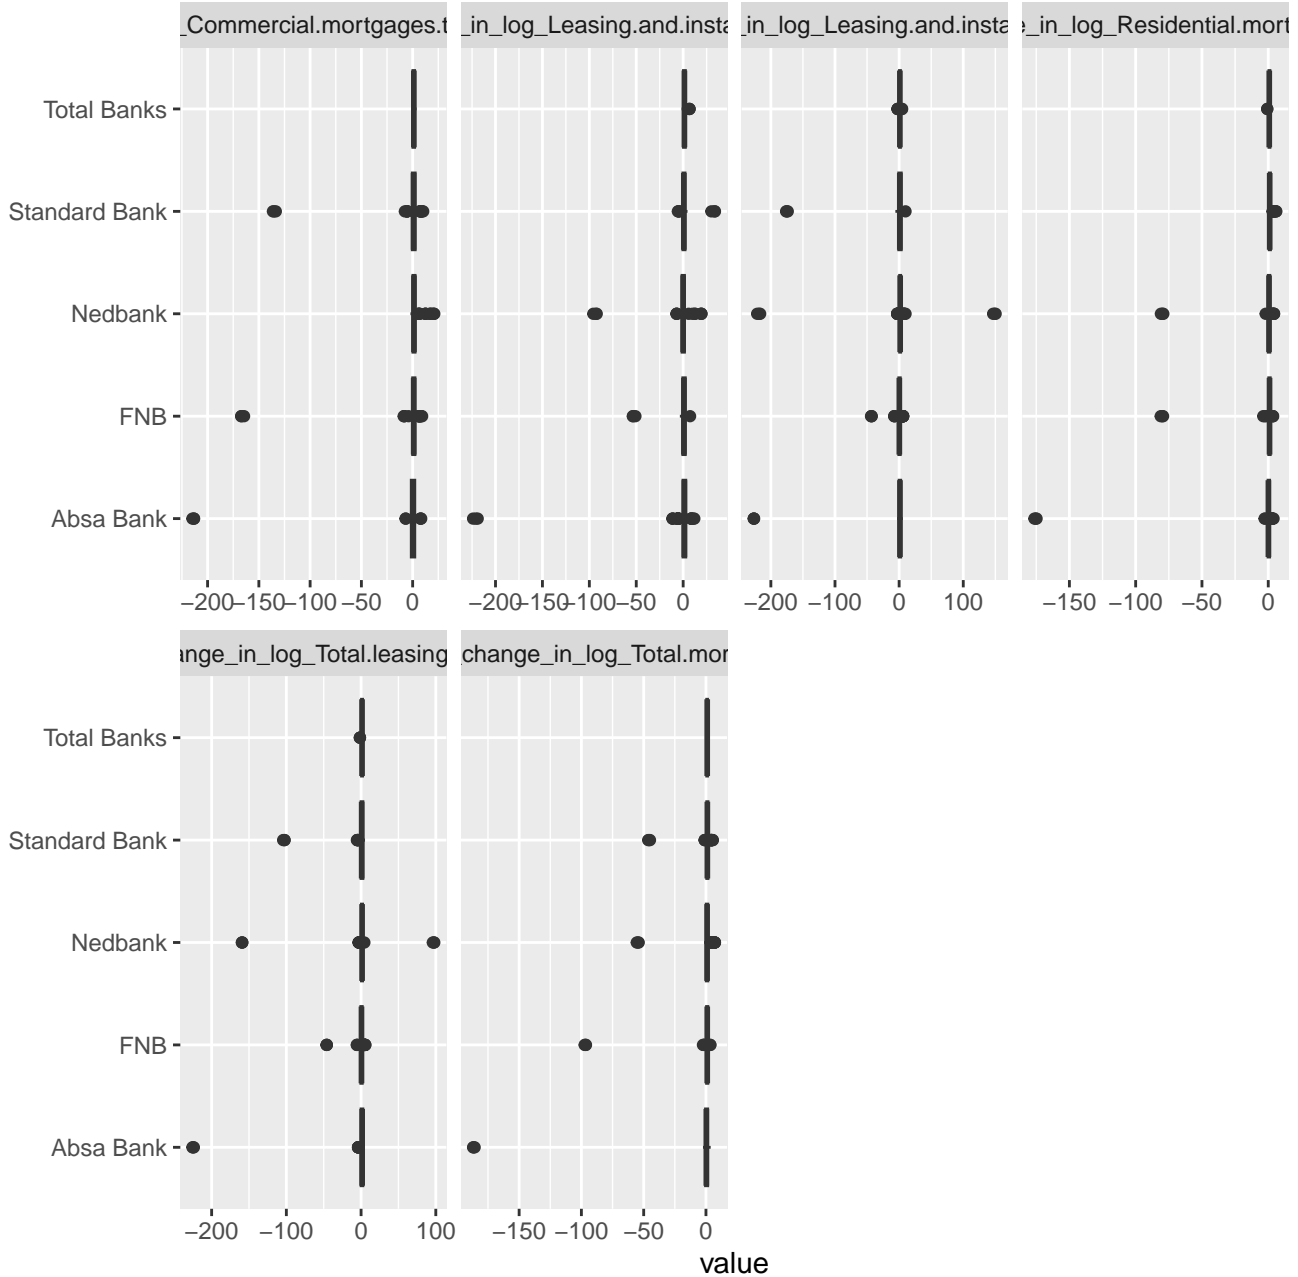 _Commercial.mortgages.t _in_log_Leasing.and.insta _in_log_Leasing.and.insta e_in_log_Residential.mort
Total Banks
Standard Bank
Nedbank
FNB
Absa Bank
−200 −150 −100 −50 0 −200 −150 −100 −50 0 −200 −100 0 100 −150 −100 −50 0
ange_in_log_Total.leasing _change_in_log_Total.mor
Total Banks
Standard Bank
Nedbank
FNB
Absa Bank
−200 −100 0 100 −150 −100 −50 0
value